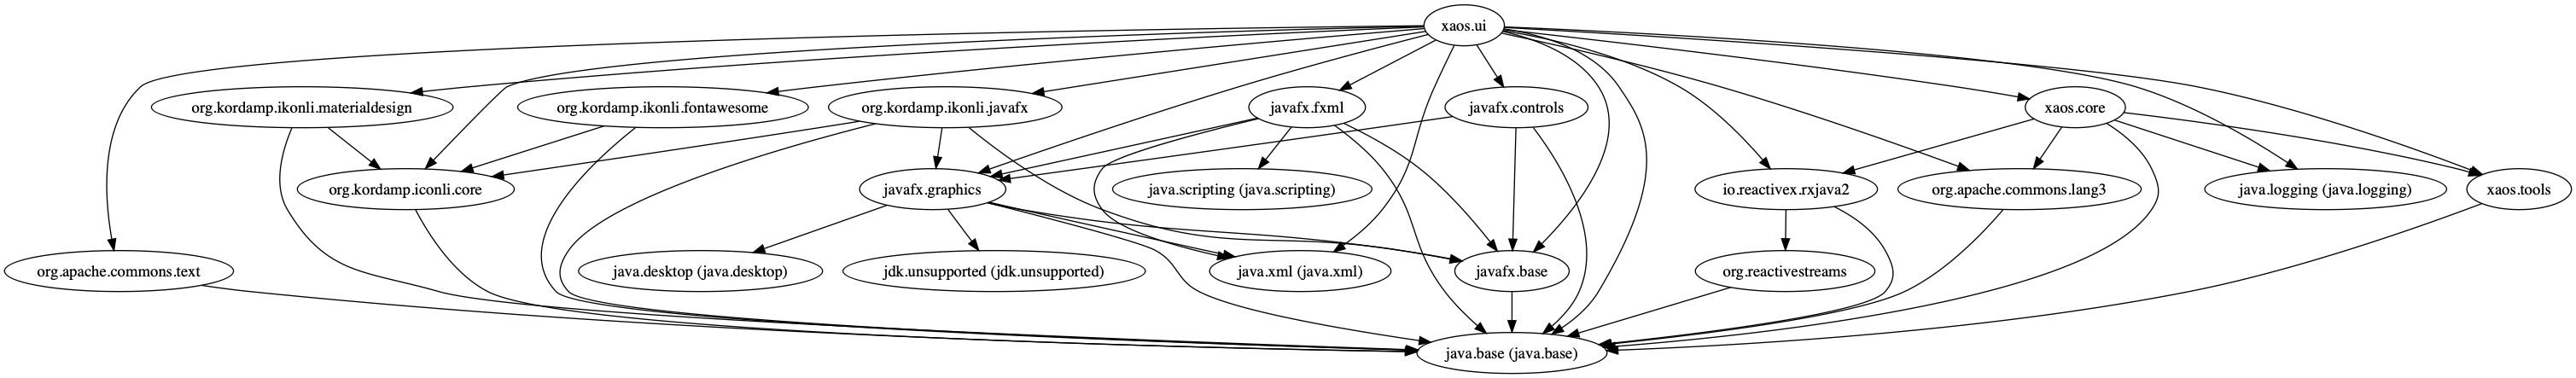 xaos.ui
org.kordamp.ikonli.materialdesign
org.kordamp.ikonli.fontawesome
org.kordamp.ikonli.javafx
javafx.fxml
javafx.controls
xaos.core
org.kordamp.iconli.core
javafx.graphics
java.scripting (java.scripting)
io.reactivex.rxjava2
org.apache.commons.lang3
java.logging (java.logging)
xaos.tools
org.apache.commons.text
java.desktop (java.desktop)
jdk.unsupported (jdk.unsupported)
java.xml (java.xml)
javafx.base
org.reactivestreams
java.base (java.base)